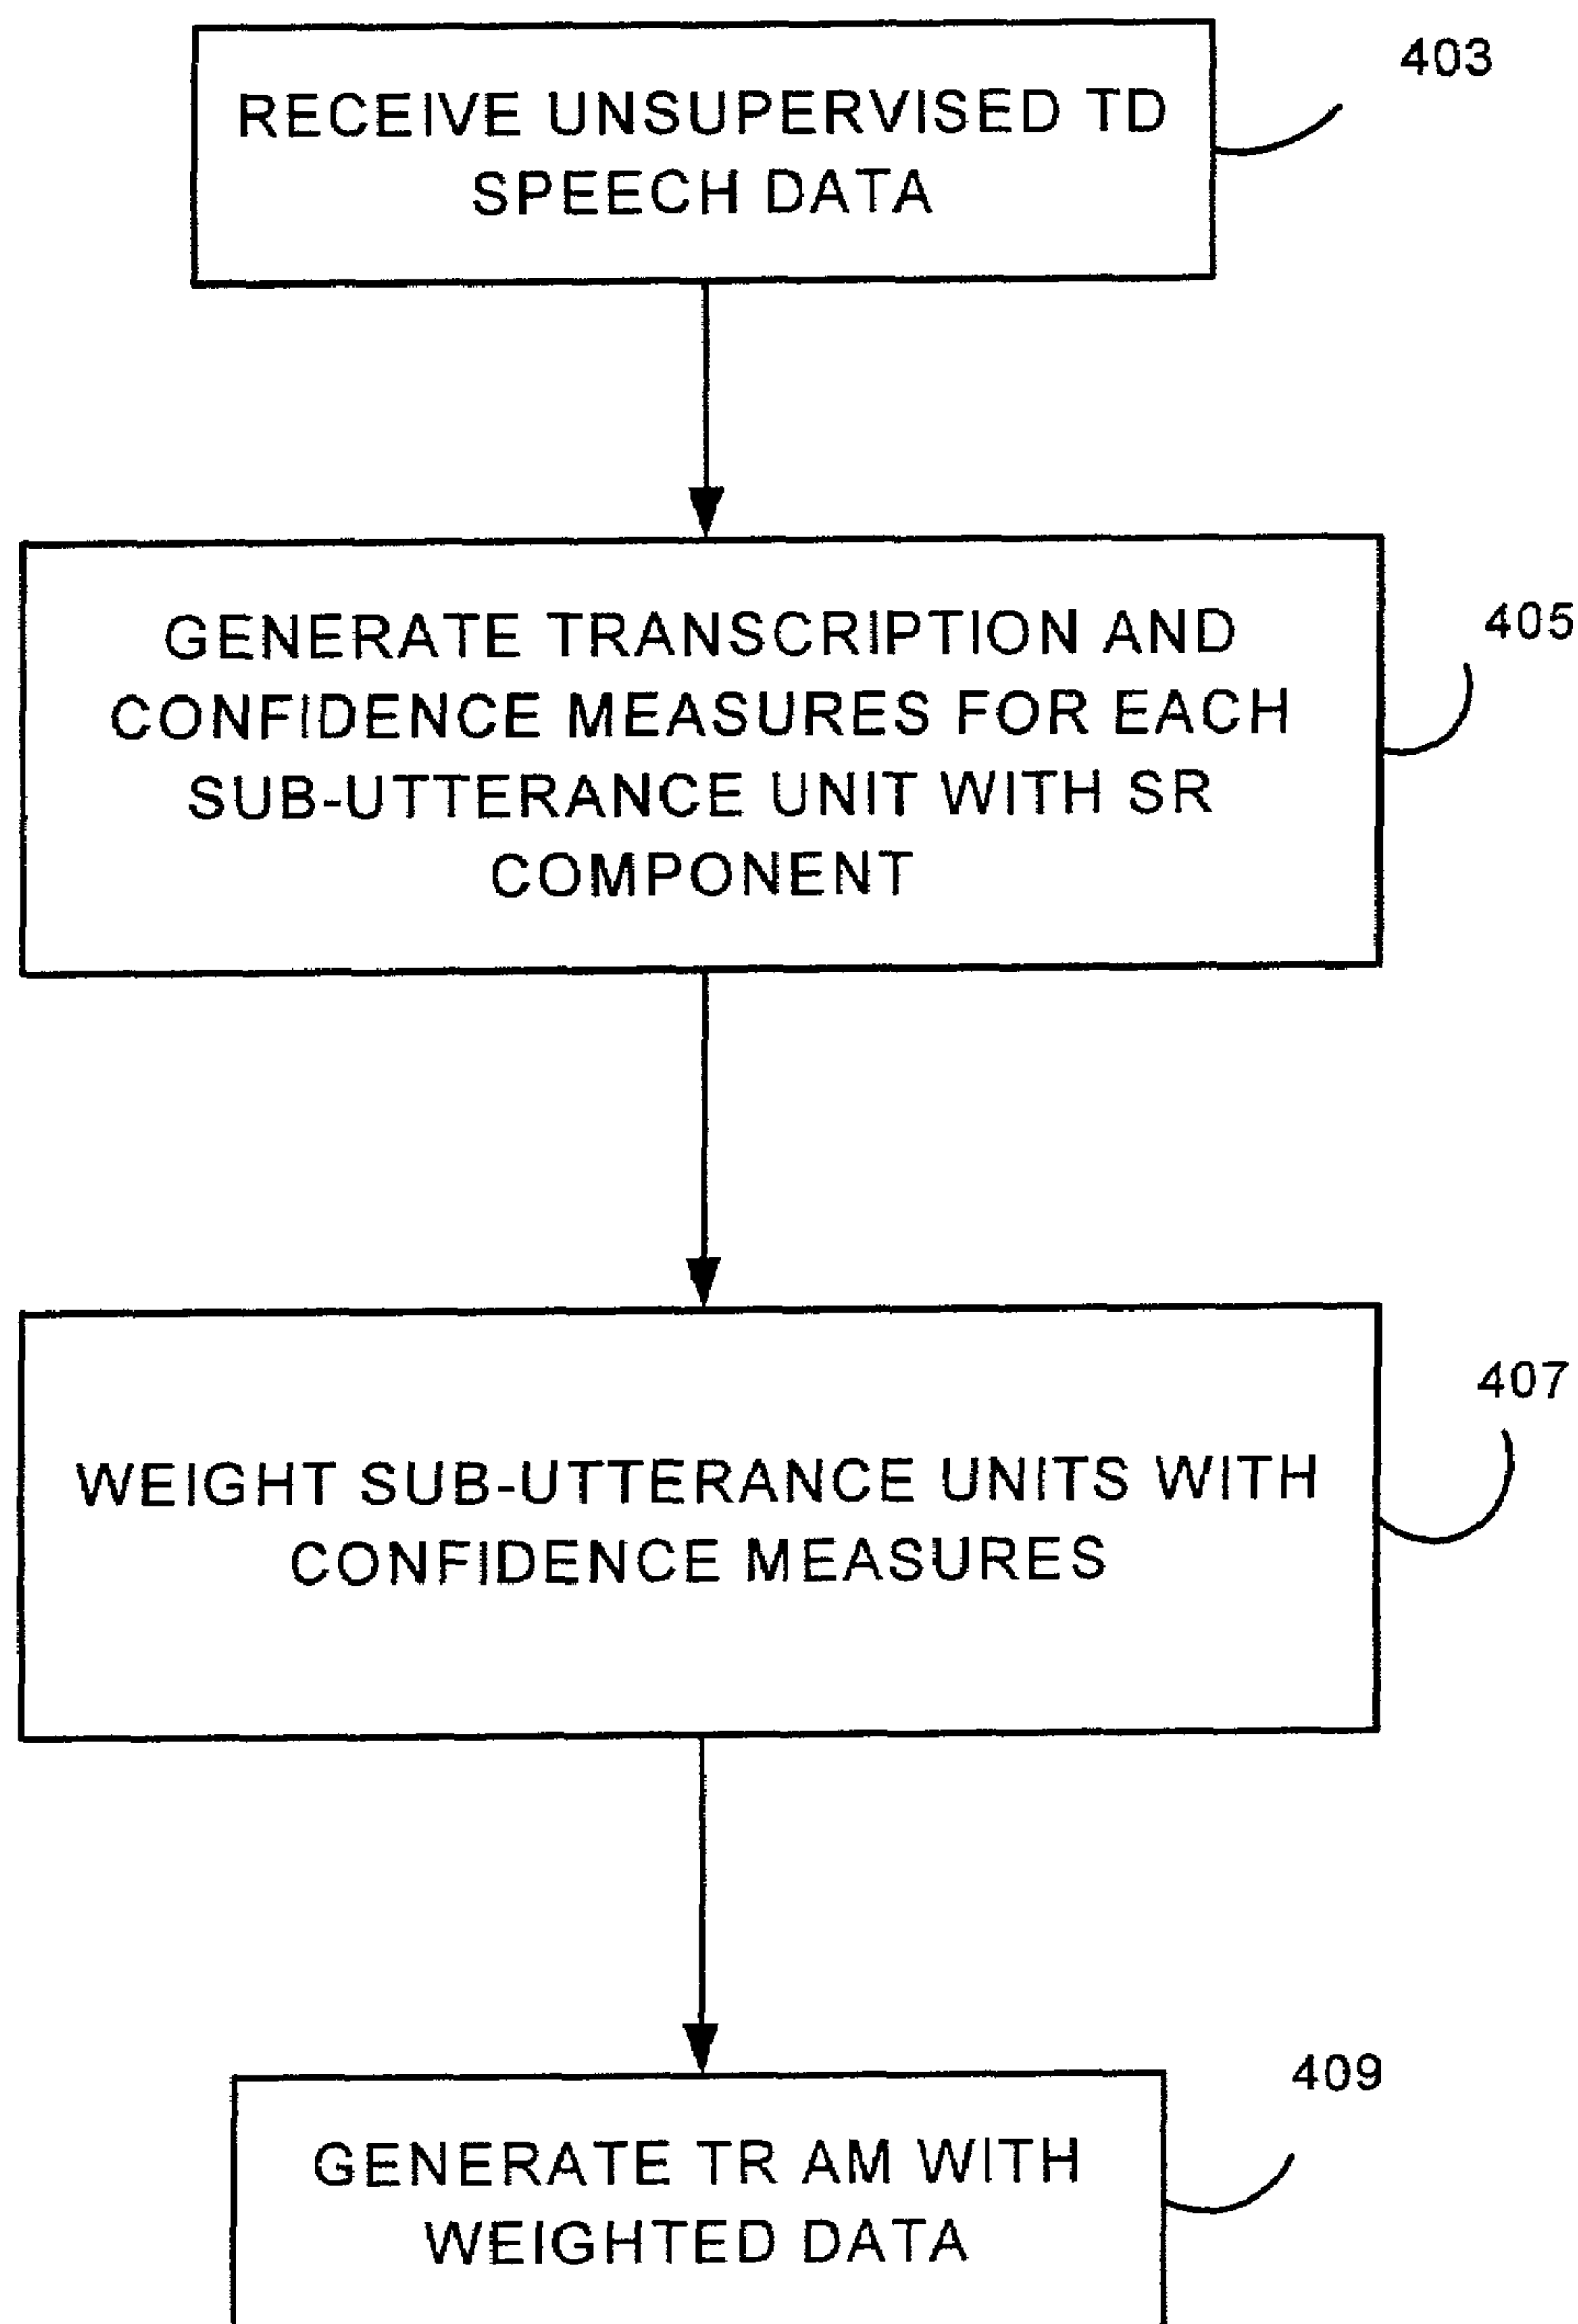 RECEIVE UNSUPERVISED TD
SPEECH DATA
403
GENERATE TRANSCRIPTION AND
CONFIDENCE MEASURES FOR EACH
SUB-UTTERANCE UNIT WITH SR
COMPONENT
405
WEIGHT SUB-UTTERANCE UNITS WITH
CONFIDENCE MEASURES
407
GENERATE TR AM WITH
WEIGHTED DATA
409